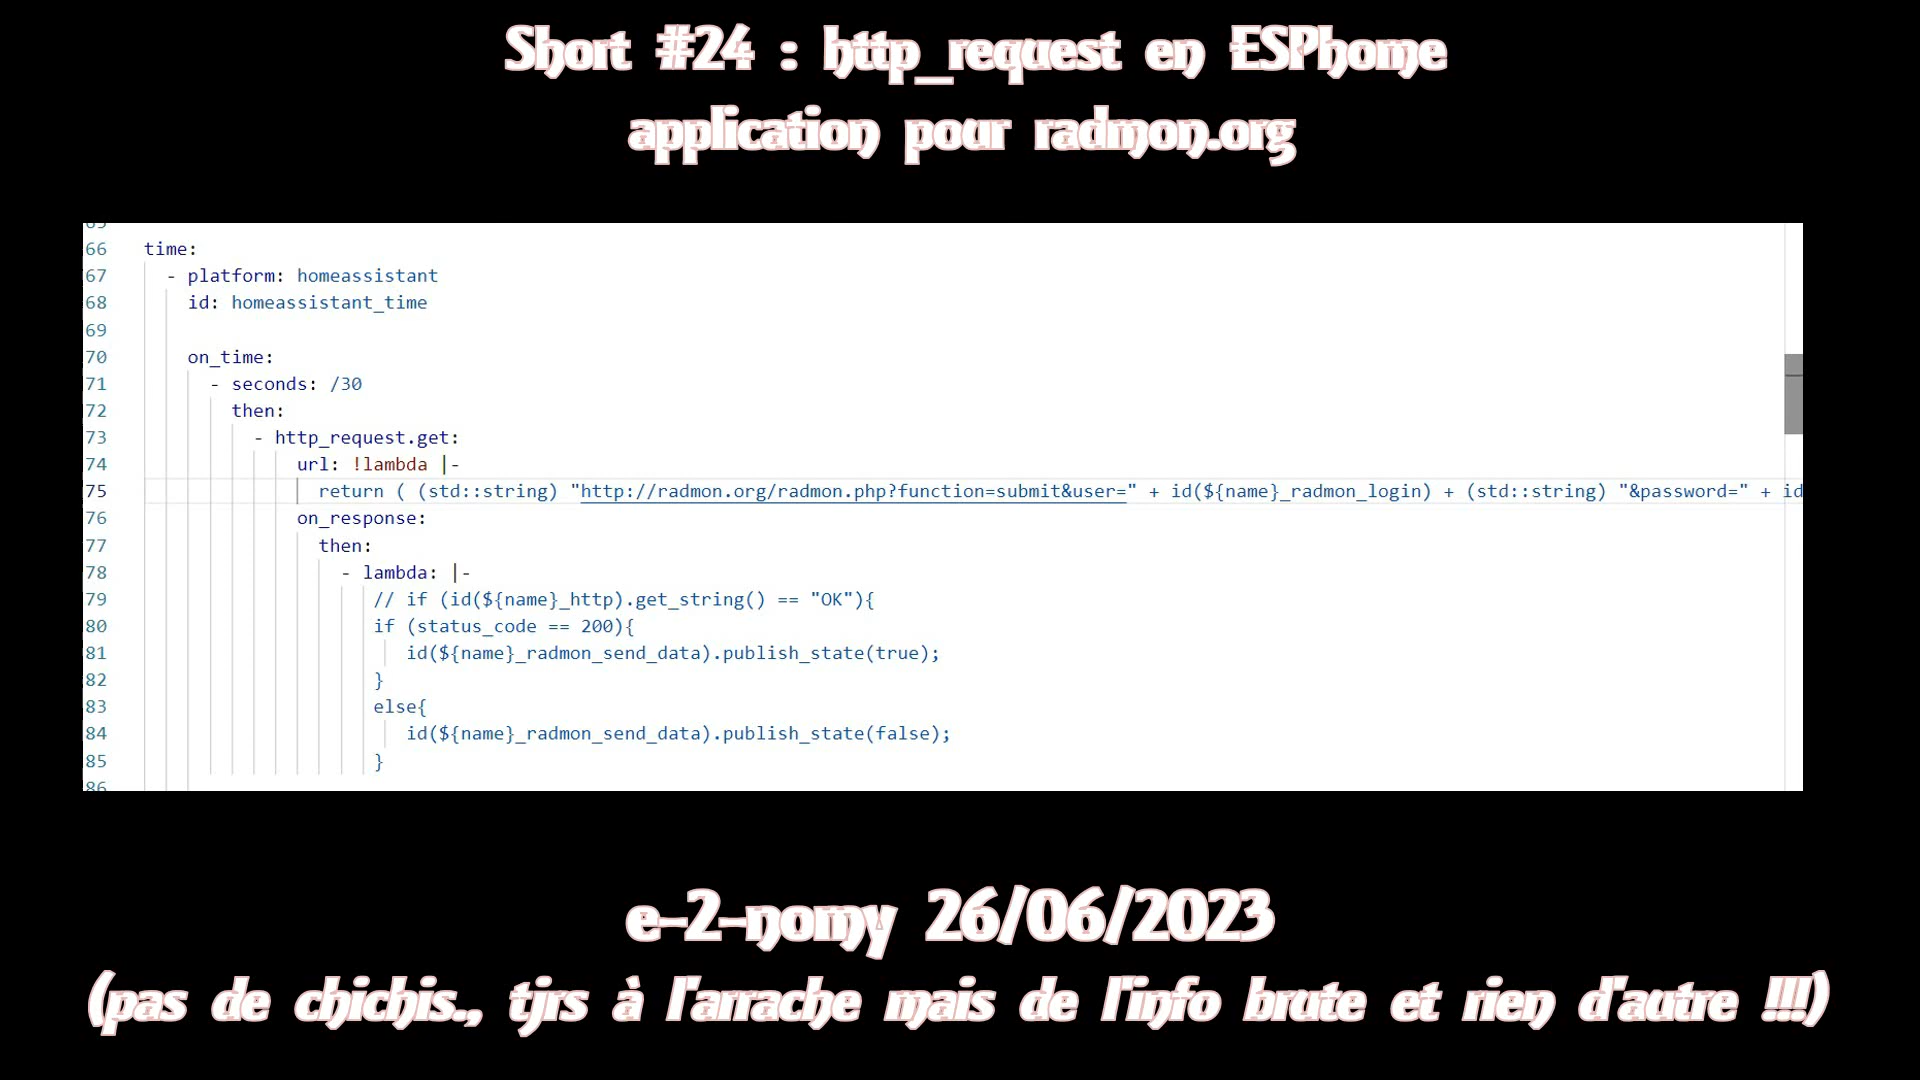 Short #24 : http_request en ESPhome
application pour radmon.org
65
66 time:
67 - platform: homeassistant
68 id: homeassistant_time
69
70 on_time:
71 - seconds: /30
72 then:
73 - http_request.get:
74 url: !lambda |-
75 return ( (std::string) "http://radmon.org/radmon.php?function=submit&user=" + id(${name}_radmon_login) + (std::string) "&password=" + id
76 on_response:
77 then:
78 - lambda: |-
79 // if (id(${name}_http).get_string() == "OK"){
80 if (status_code == 200){
81 id(${name}_radmon_send_data).publish_state(true);
82 }
83 else{
84 id(${name}_radmon_send_data).publish_state(false);
85 }
86
e-2-nomy 26/06/2023
(pas de chichis., tjrs à l'arrache mais de l'info brute et rien d'autre !!!)